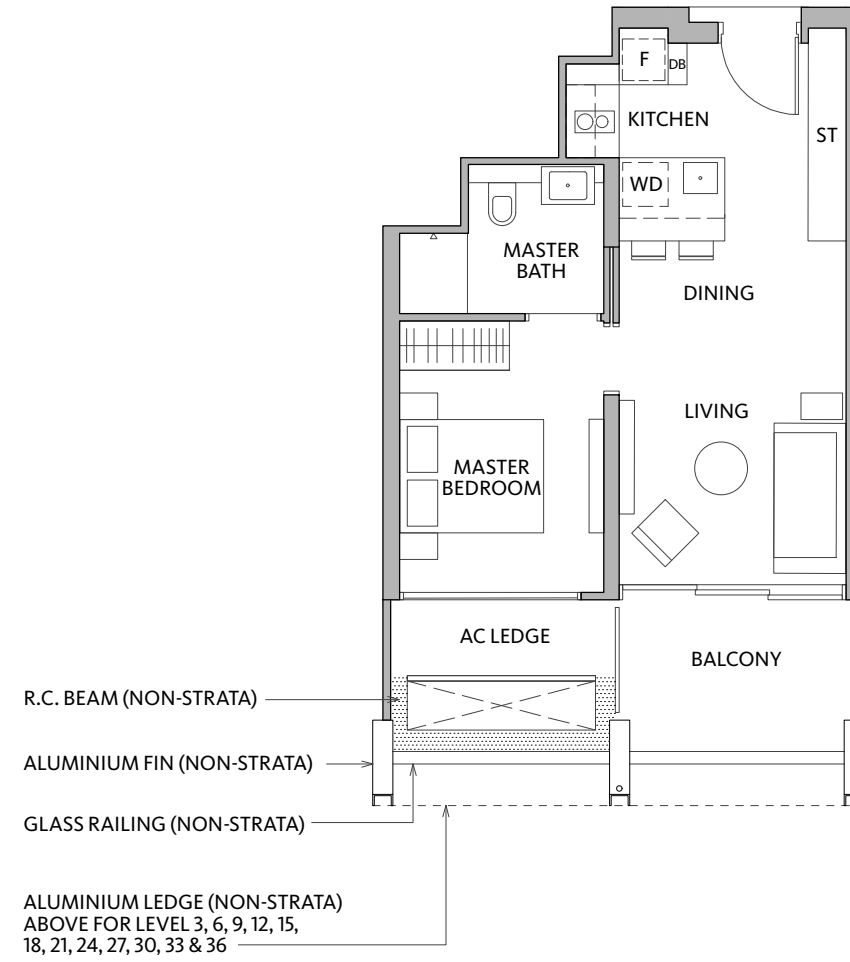 F
DB
KITCHEN
ST
WD
MASTER
BATH
DINING
LIVING
MASTER
BEDROOM
AC LEDGE
BALCONY
R.C. BEAM (NON-STRATA)
ALUMINIUM FIN (NON-STRATA)
GLASS RAILING (NON-STRATA)
ALUMINIUM LEDGE (NON-STRATA)
ABOVE FOR LEVEL 3, 6, 9, 12, 15,
18, 21, 24, 27, 30, 33 & 36